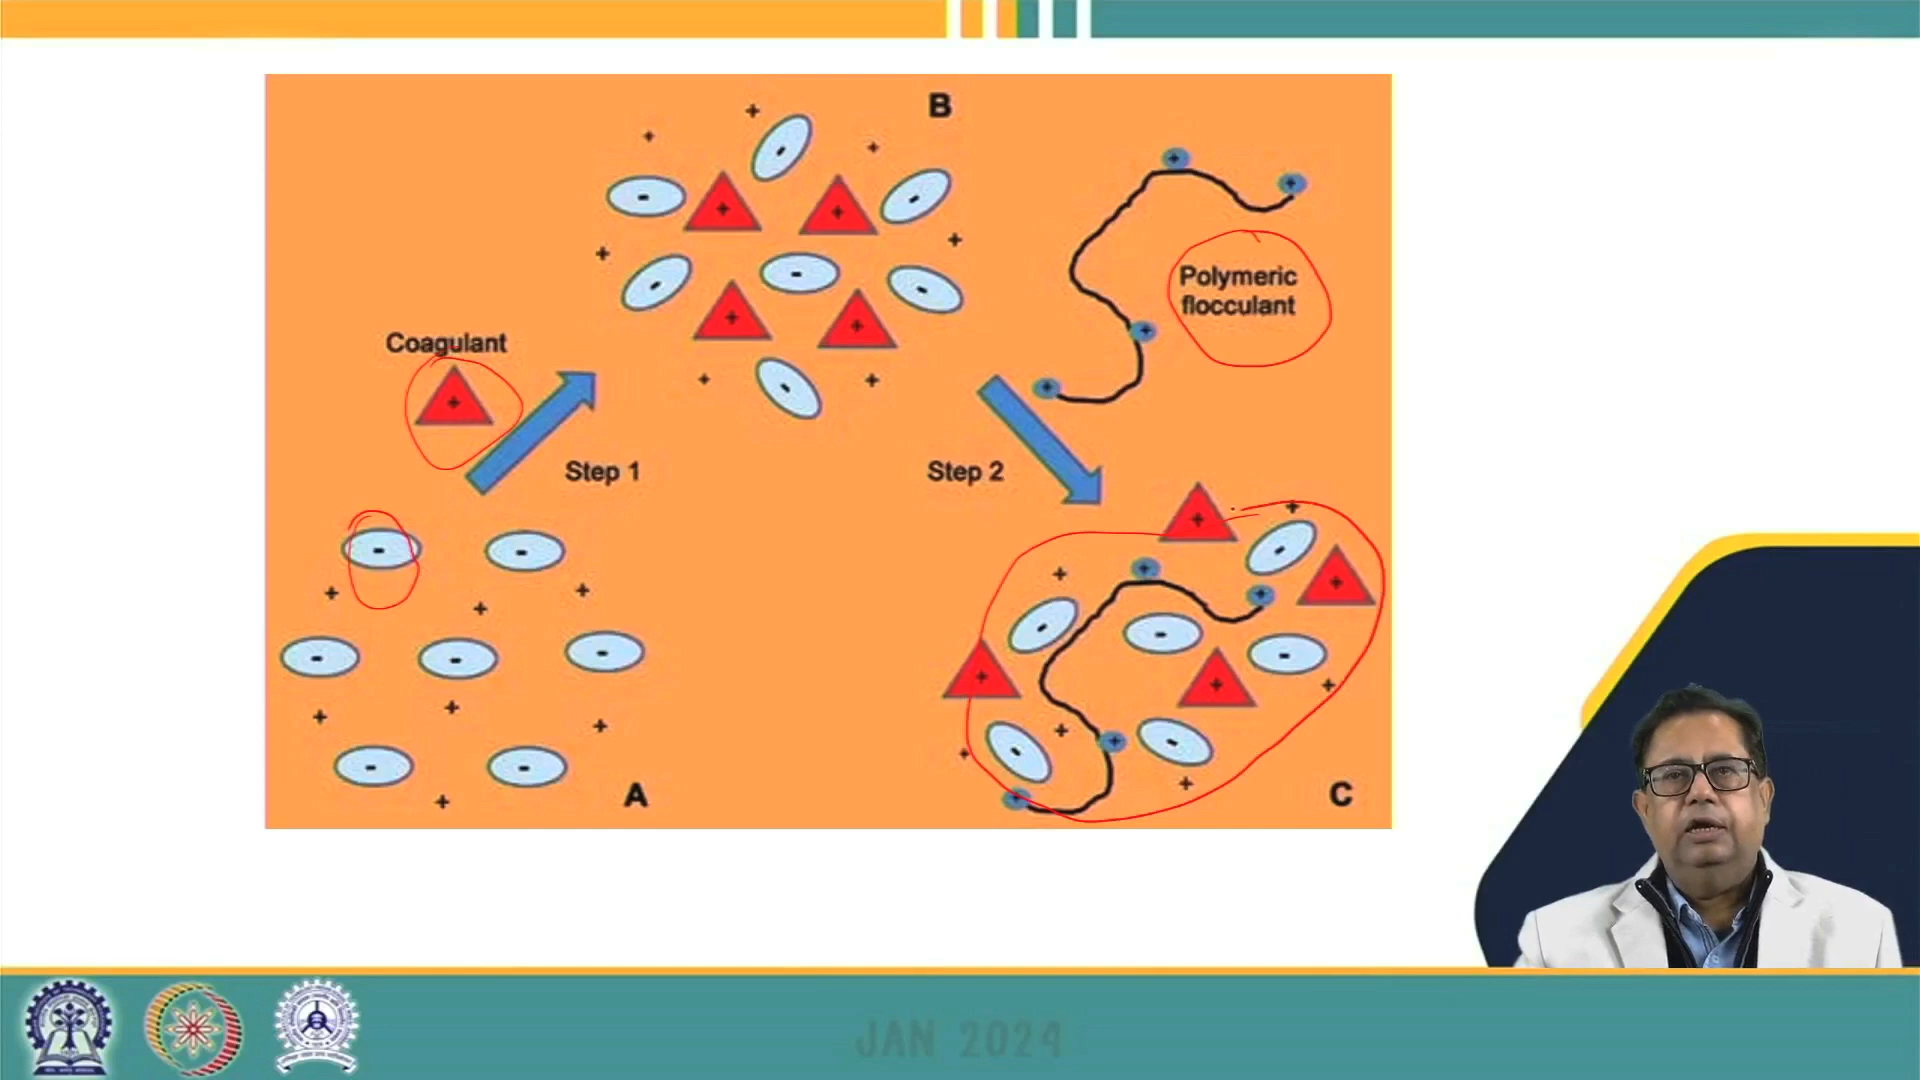 B
Polymeric
flocculant
Coagulant
Step 1
Step 2
A
C
JAN 2024